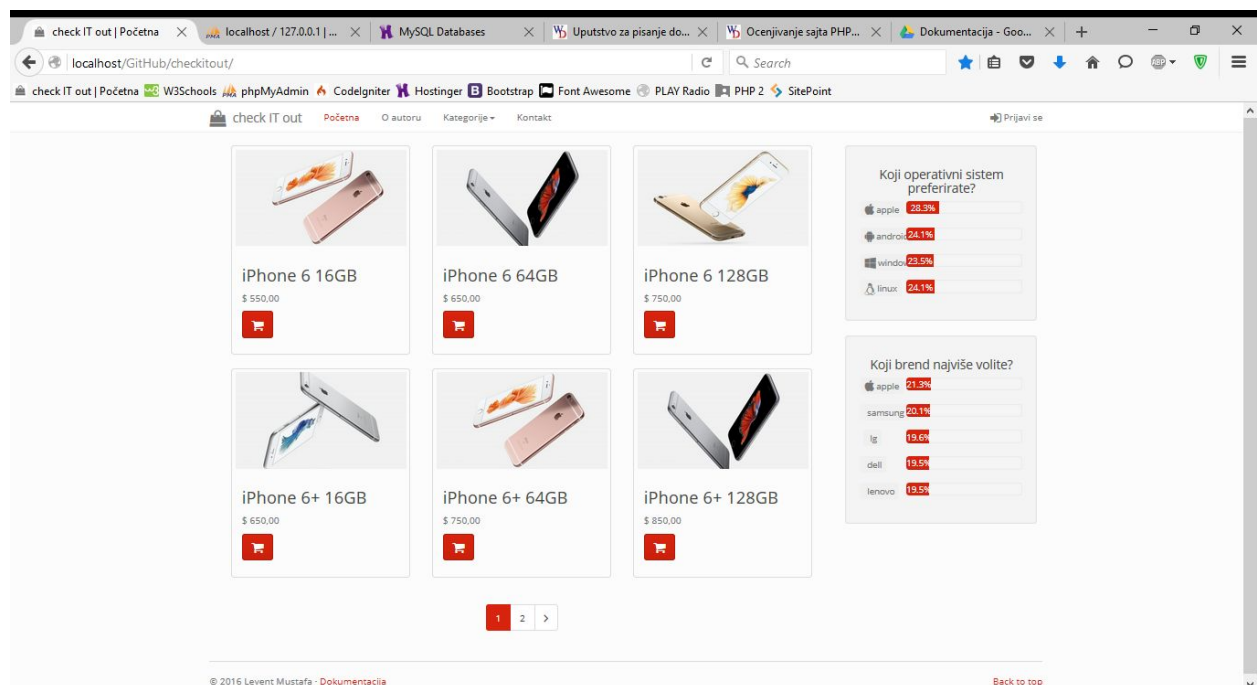 check IT out | Početna
localhost / 127.0.0.1 | ...
MySQL Databases
Uputstvo za pisanje do...
Ocenjivanje sajta PHP...
Dokumentacija - Goo...
localhost/GitHub/checkitout/
Search
ABP
check IT out | Početna W3Schools phpMyAdmin CodeIgniter Hostinger Bootstrap Font Awesome PLAY Radio PHP 2 SitePoint
check IT out Početna O autoru Kategorije Kontakt Prijavi se
iPhone 6 16GB
$ 550,00
iPhone 6 64GB
$ 650,00
iPhone 6 128GB
$ 750,00
iPhone 6+ 16GB
$ 650,00
iPhone 6+ 64GB
$ 750,00
iPhone 6+ 128GB
$ 850,00
1 2 >
Koji operativni sistem
preferirate?
apple 28.3%
android 24.1%
window 23.5%
linux 24.1%
Koji brend najviše volite?
apple 21.3%
samsung 20.1%
lg 19.6%
dell 19.5%
lenovo 19.5%
© 2016 Levent Mustafa · Dokumentacija
Back to top